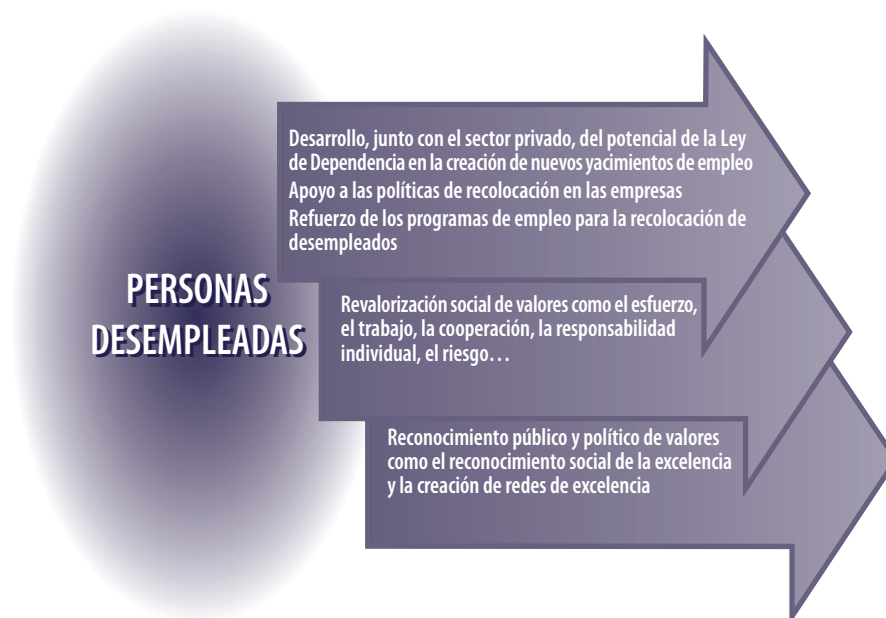 Desarrollo, junto con el sector privado, del potencial de la Ley
de Dependencia en la creación de nuevos yacimientos de empleo
Apoyo a las políticas de recolocación en las empresas
Refuerzo de los programas de empleo para la recolocación de
desempleados
PERSONAS
DESEMPLEADAS
Revalorización social de valores como el esfuerzo,
el trabajo, la cooperación, la responsabilidad
individual, el riesgo…
Reconocimiento público y político de valores
como el reconocimiento social de la excelencia
y la creación de redes de excelencia